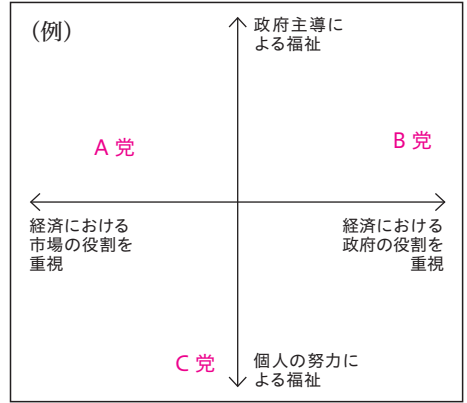 （例）
政府主導に
よる福祉
A 党
B 党
経済における
市場の役割を
重視
経済における
政府の役割を
重視
C 党
個人の努力に
よる福祉